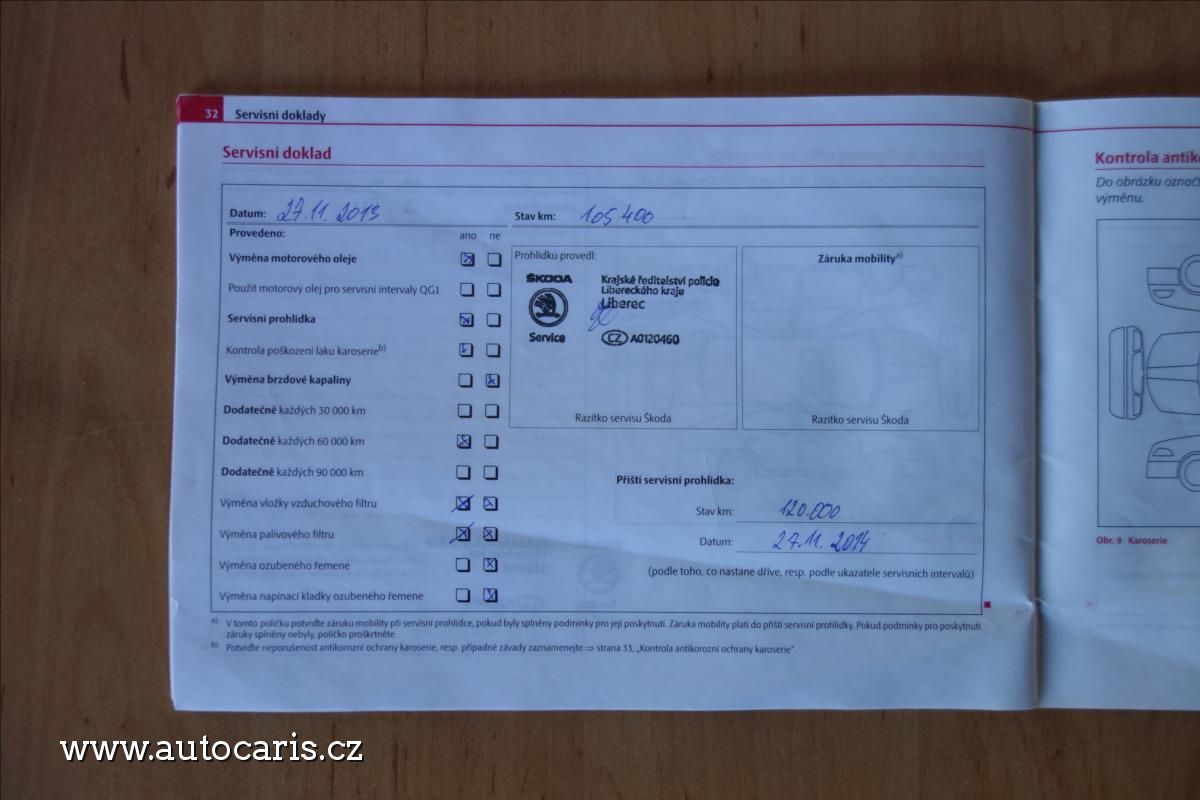 32 Servisní doklady
Servisní doklad
Datum: 27.11. 2013 Stav km: 105 400
Provedeno: ano ne
Výměna motorového oleje
Použit motorový olej pro servisní intervaly QG1
Servisní prohlídka
Kontrola poškození laku karoserie b)
Výměna brzdové kapaliny
Dodatečně každých 30 000 km
Dodatečně každých 60 000 km
Dodatečně každých 90 000 km
Výměna vložky vzduchového filtru
Výměna palivového filtru
Výměna ozubeného řemene
Výměna napínací kladky ozubeného řemene
Prohlídku provedl:
ŠKODA
Service
Krajské ředitelství policie
Libereckého kraje
Liberec
CZ A0120460
Razítko servisu Škoda
Záruka mobility a)
Razítko servisu Škoda
Příští servisní prohlídka:
Stav km: 120.000
Datum: 27.11. 2014
(podle toho, co nastane dříve, resp. podle ukazatele servisních intervalů)
a) V tomto políčku potvrďte záruku mobility při servisní prohlídce, pokud byly splněny podmínky pro její poskytnutí. Záruka mobility platí do příští servisní prohlídky. Pokud podmínky pro poskytnutí
záruky splněny nebyly, políčko proškrtněte.
b) Potvrďte neporušenost antikorozní ochrany karoserie, resp. případné závady zaznamenejte ⇒ strana 33, „Kontrola antikorozní ochrany karoserie“.
Kontrola antik
Do obrázku označt
výměnu.
Obr. 9 Karoserie
www.autocaris.cz